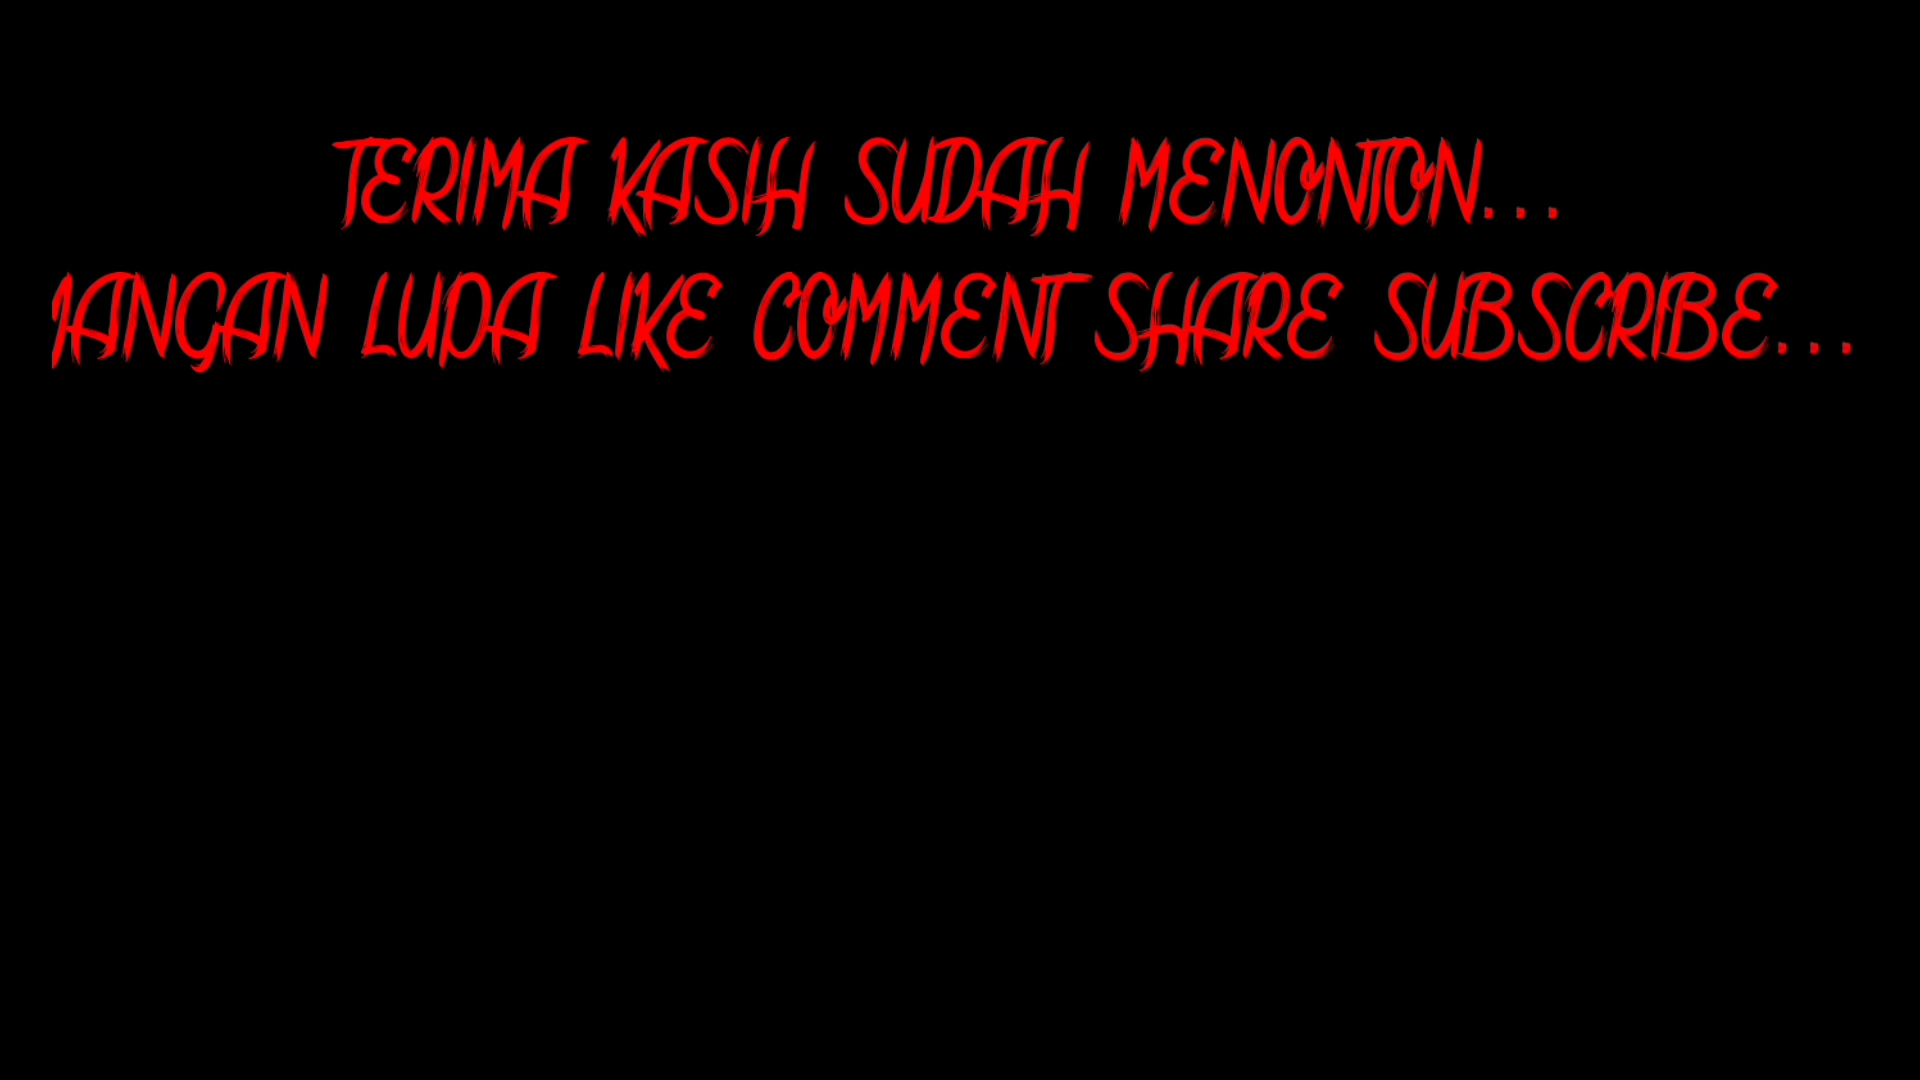 TERIMA KASIH SUDAH MENONTON...
JANGAN LUPA LIKE COMMENT SHARE SUBSCRIBE...